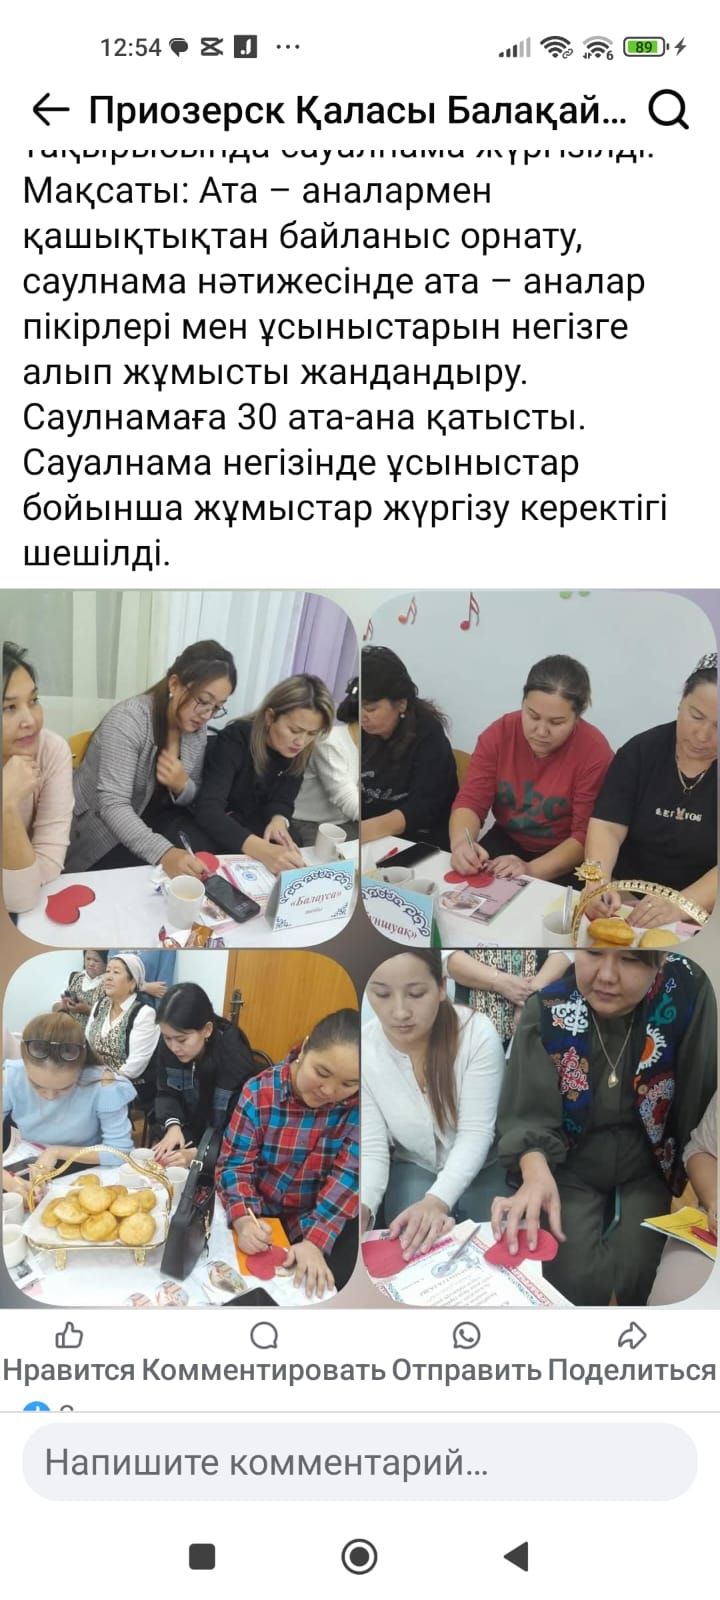 12:54
89
Приозерск Қаласы Балақай...
Мақсаты: Ата – аналармен
қашықтықтан байланыс орнату,
саулнама нәтижесінде ата – аналар
пікірлері мен ұсыныстарын негізге
алып жұмысты жандандыру.
Саулнамаға 30 ата-ана қатысты.
Сауалнама негізінде ұсыныстар
бойынша жұмыстар жүргізу керектігі
шешілді.
«Балауса»
abc
Нравится Комментировать Отправить Поделиться
Напишите комментарий...